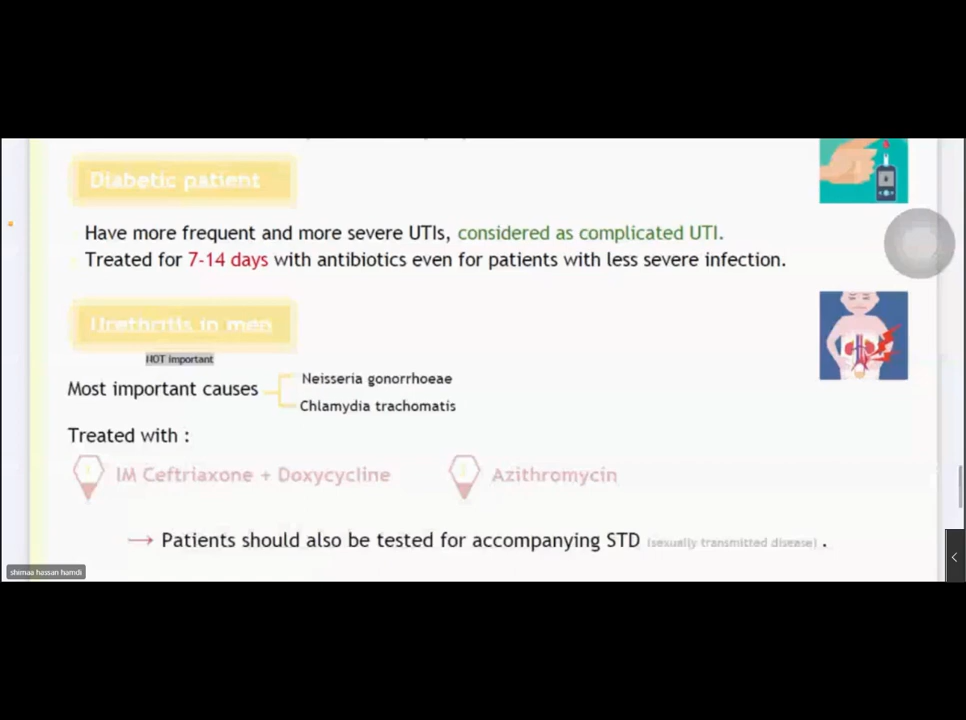 Diabetic patient
Have more frequent and more severe UTIs, considered as complicated UTI.
Treated for 7-14 days with antibiotics even for patients with less severe infection.
Urethritis in men
NOT important
Most important causes
Neisseria gonorrhoeae
Chlamydia trachomatis
Treated with :
IM Ceftriaxone + Doxycycline
Azithromycin
→ Patients should also be tested for accompanying STD (sexually transmitted disease) .
shimaa hassan hamdi